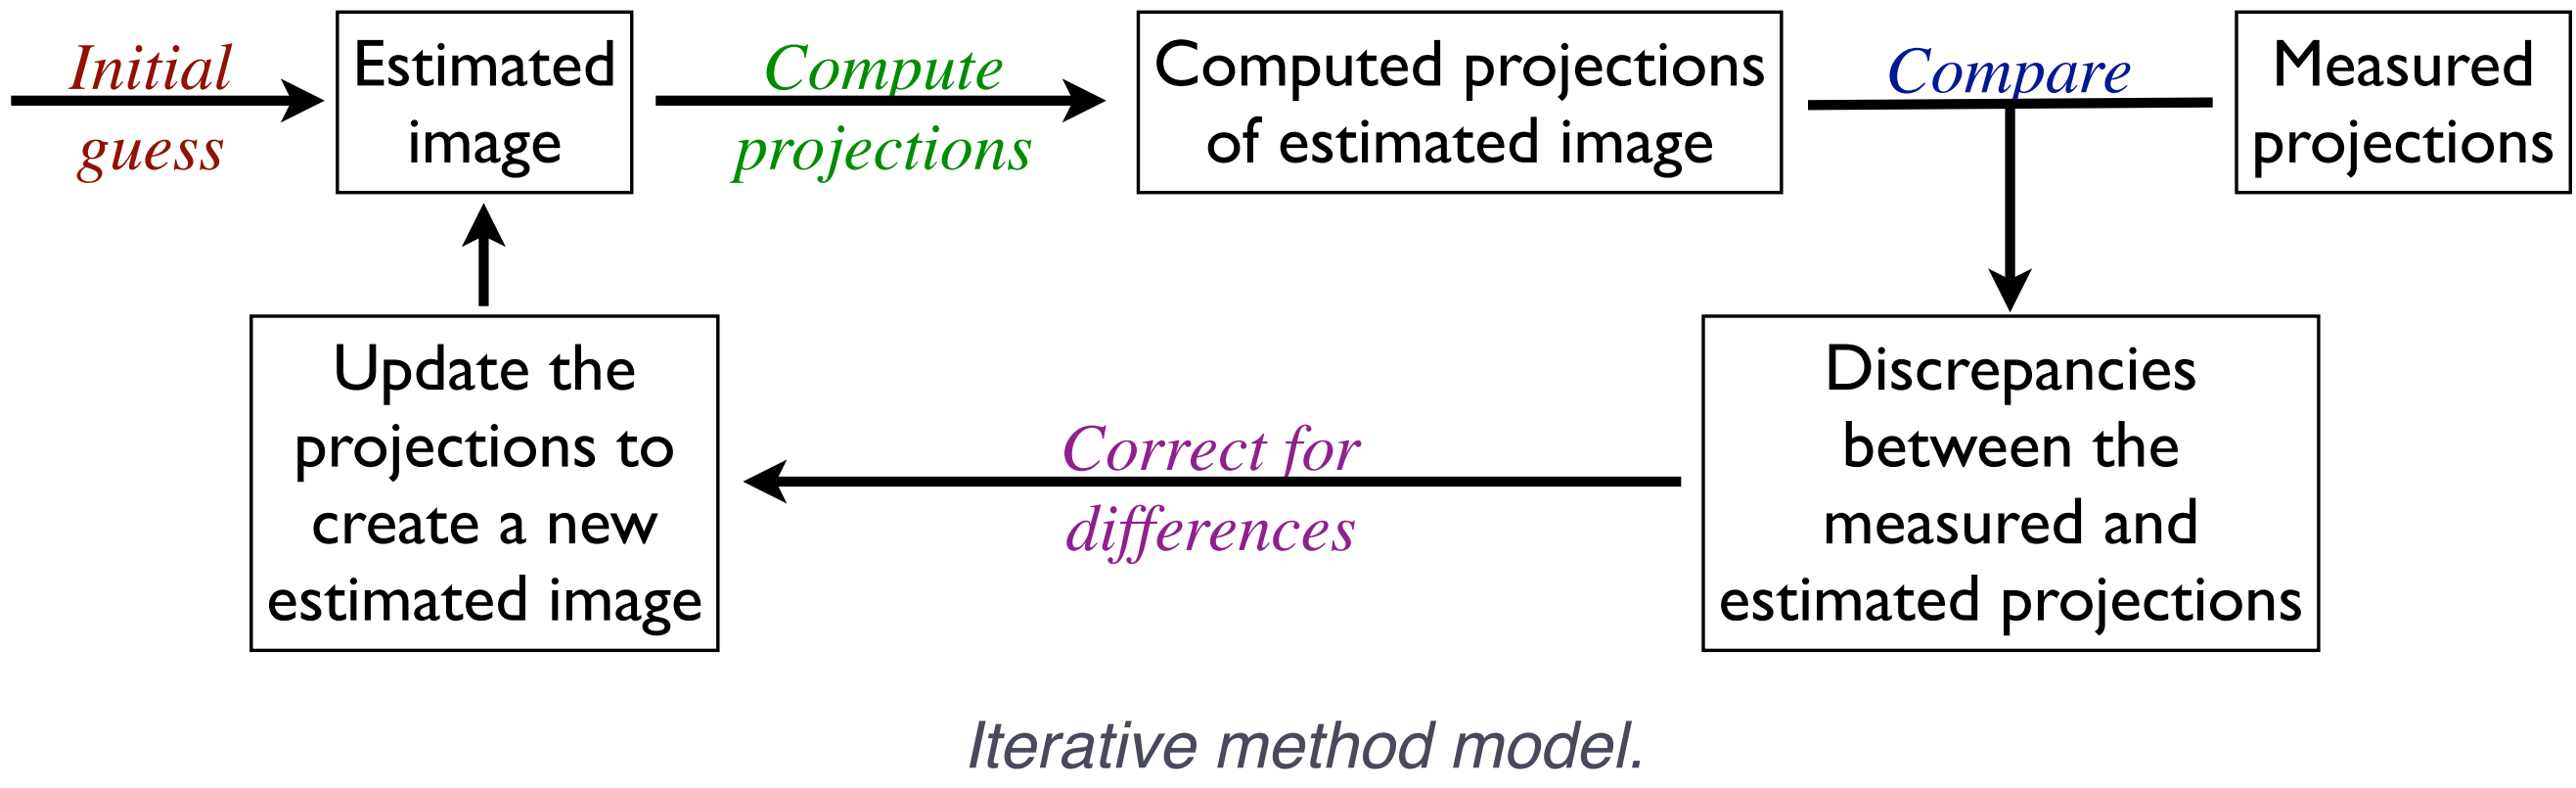 Initial
guess
Estimated
image
Compute
projections
Computed projections
of estimated image
Compare
Measured
projections
Update the
projections to
create a new
estimated image
Correct for
differences
Discrepancies
between the
measured and
estimated projections
Iterative method model.